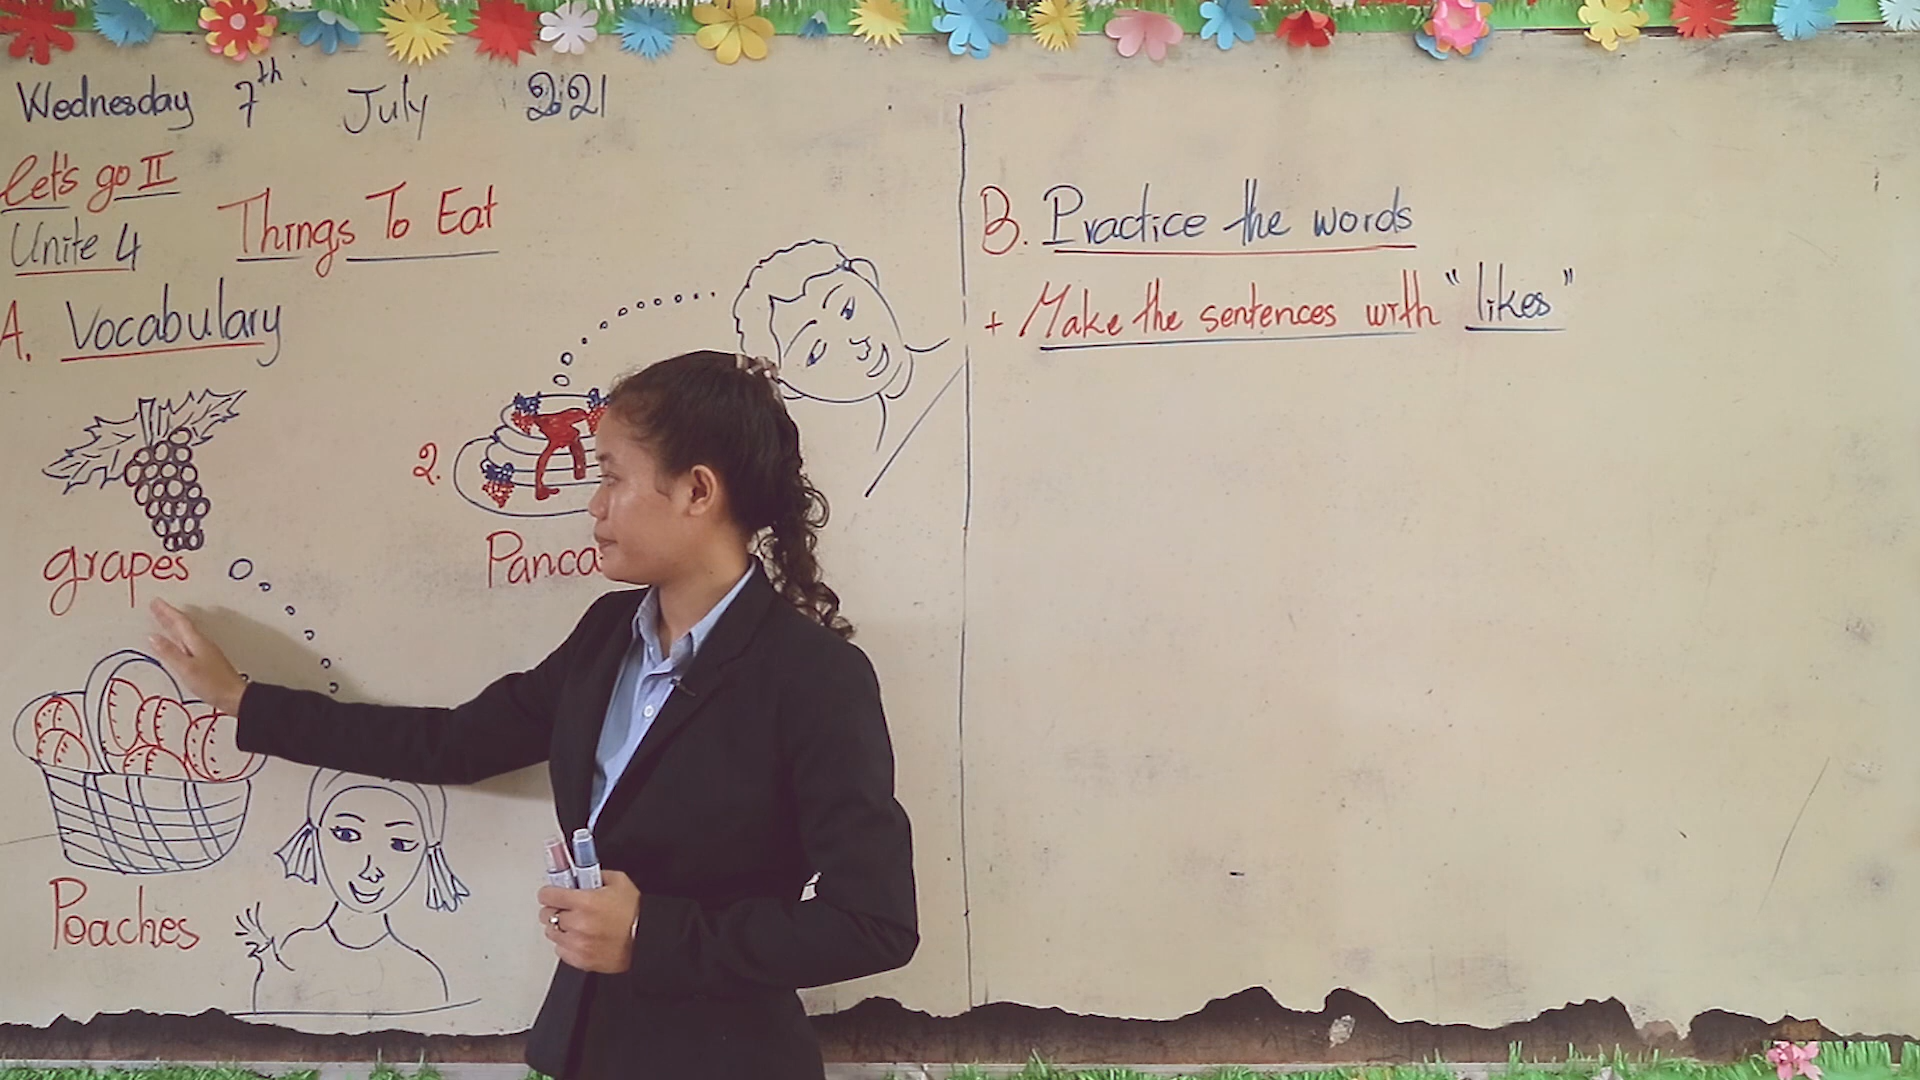 Wednesday 7th July 2021
Let's go II
Unite 4 Things To Eat
A. Vocabulary
2.
grapes
Panca
Peaches
B. Practice the words
+ Make the sentences with "likes"